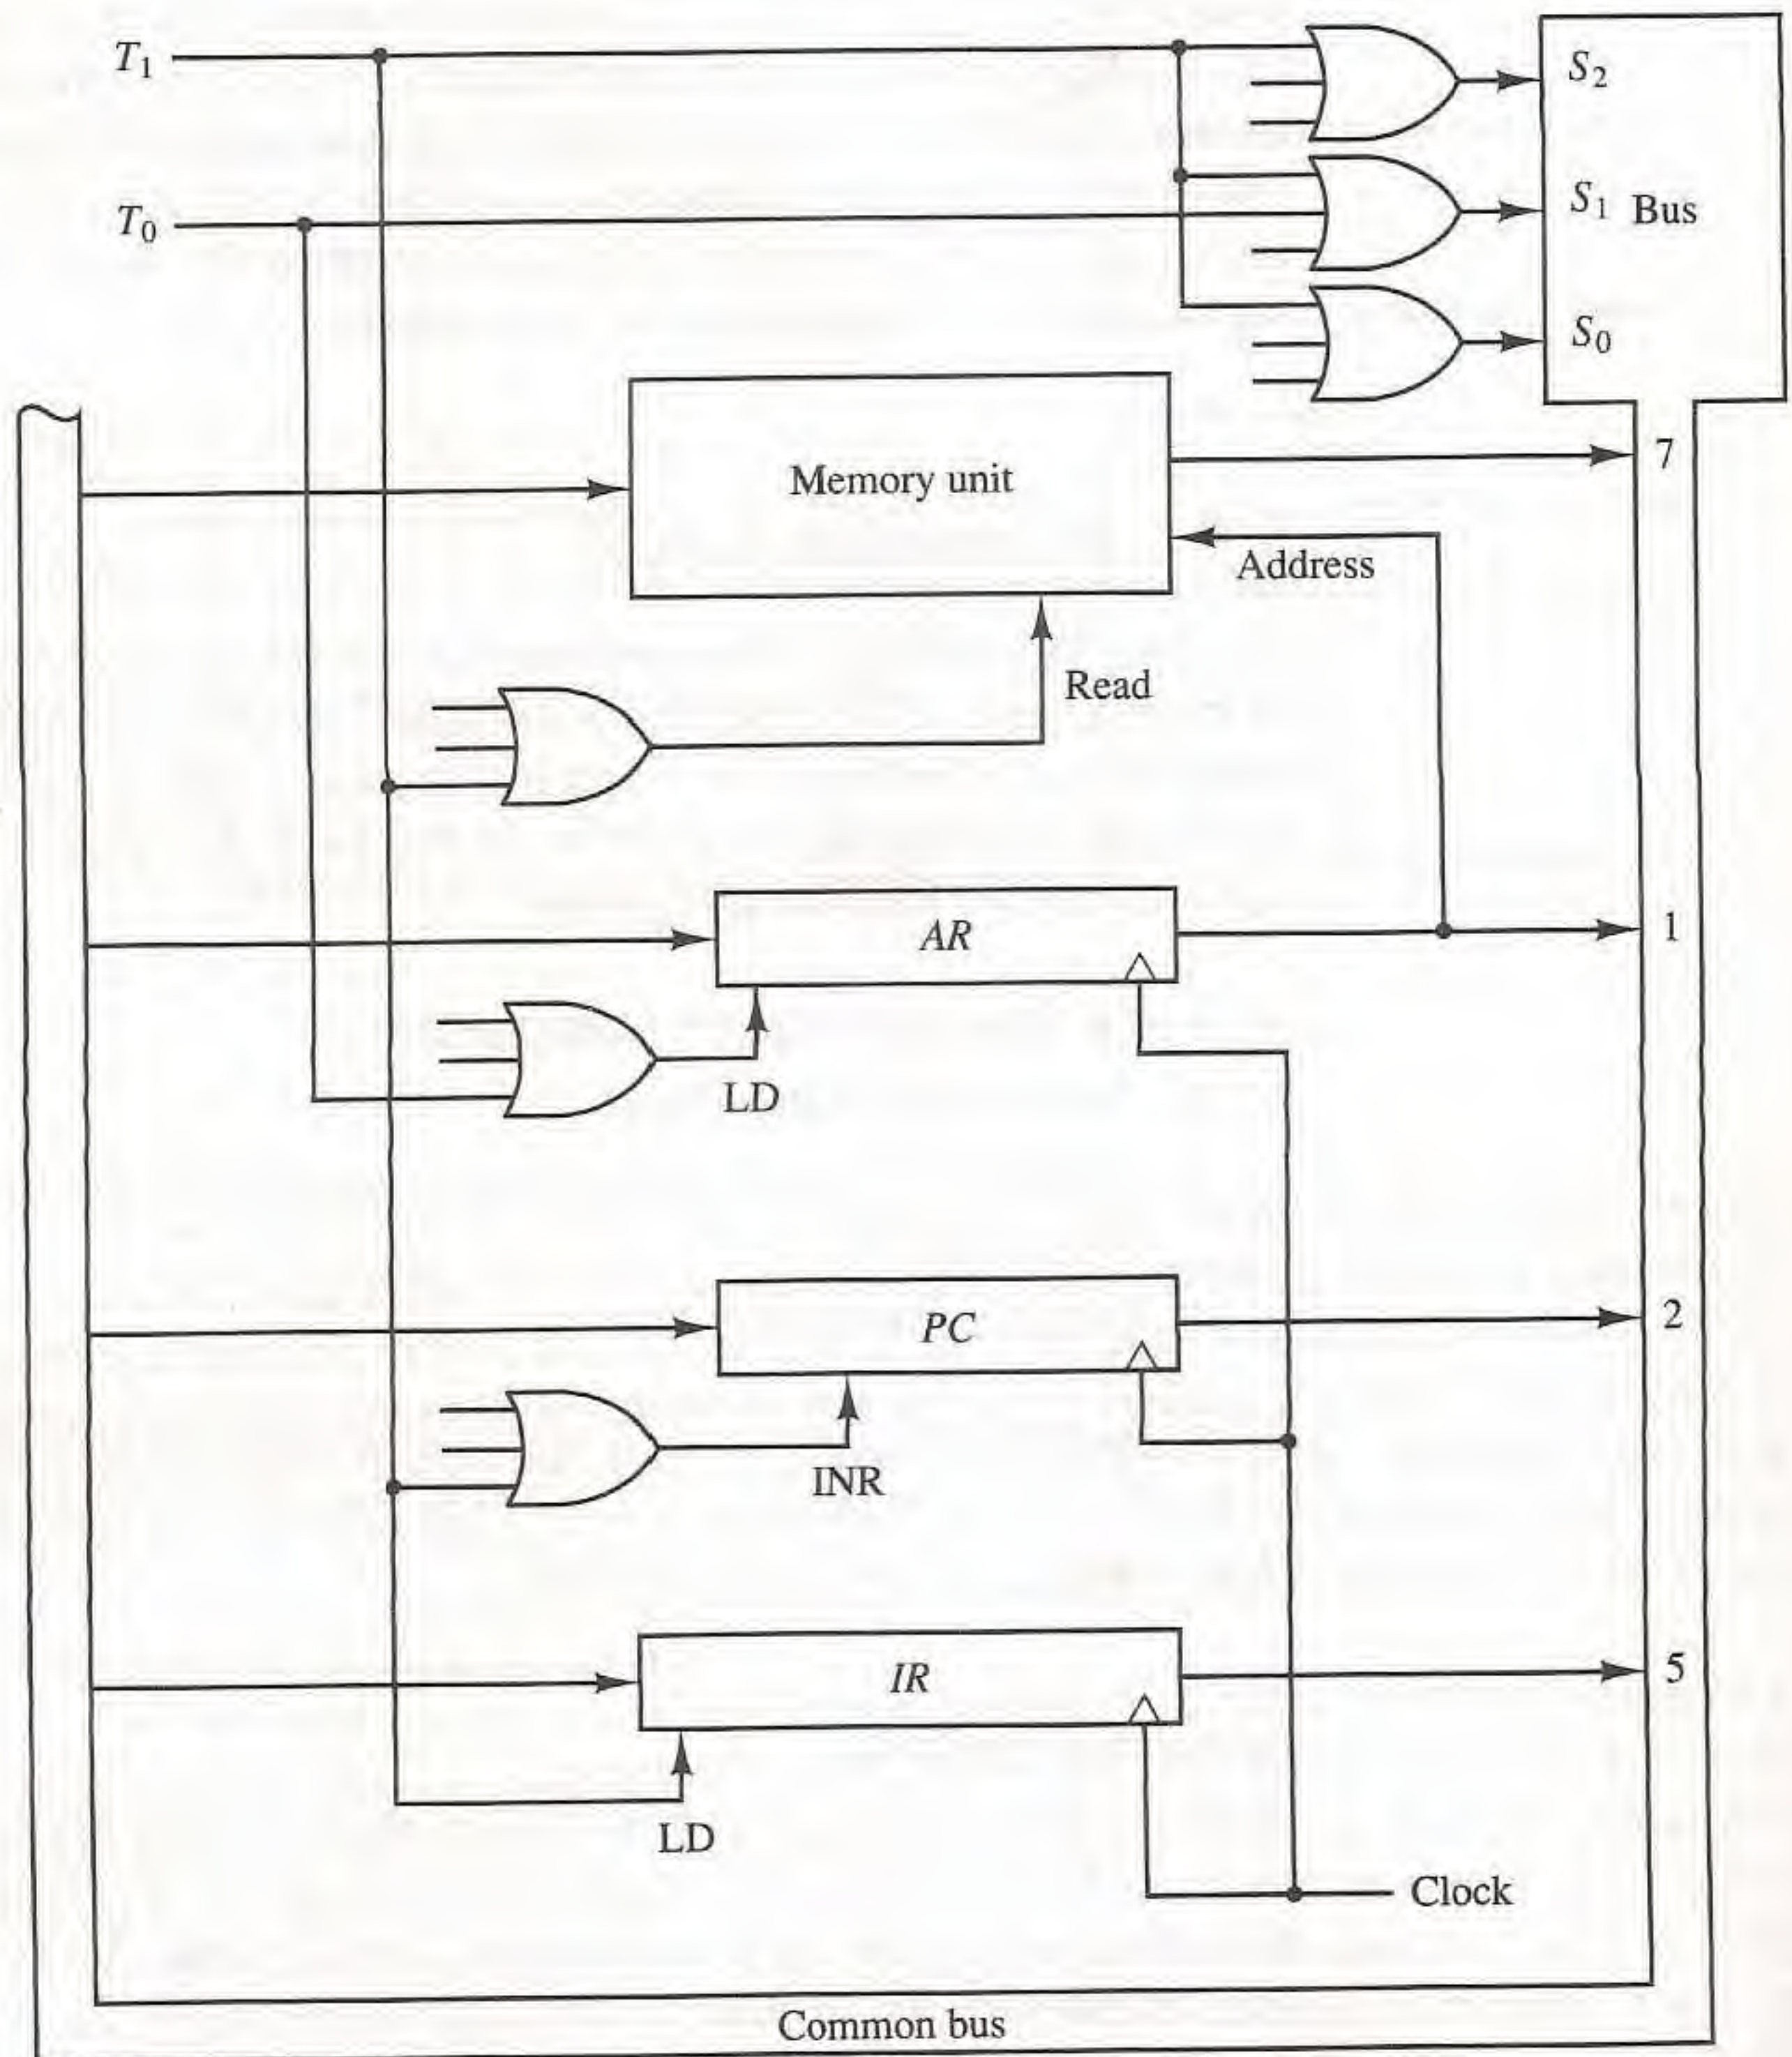 T₁
S₂
T₀
S₁ Bus
S₀
7
Memory unit
Address
Read
AR
1
LD
PC
2
INR
IR
5
LD
Clock
Common bus